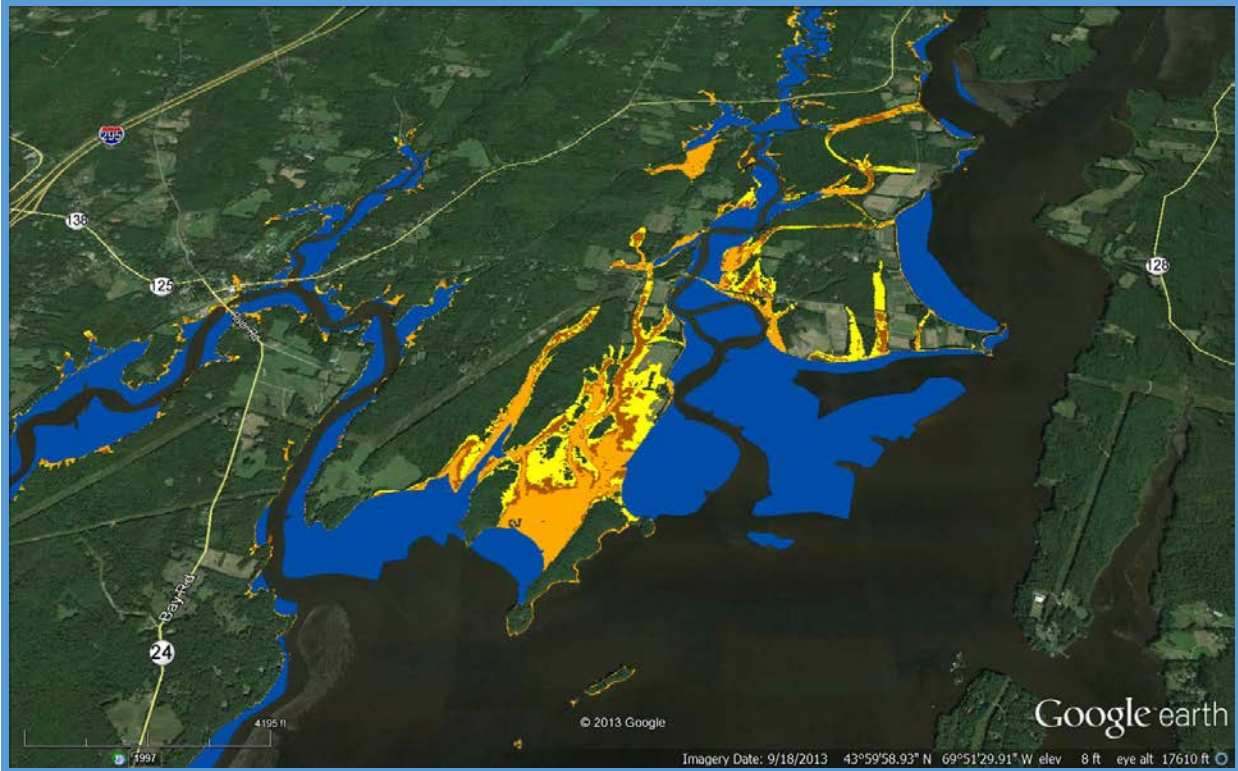 295
138
125
128
Bay Rd
24
4195 ft
© 2013 Google
Google earth
1997
Imagery Date: 9/18/2013 43°59'58.93" N 69°51'29.91" W elev 8 ft eye alt 17610 ft